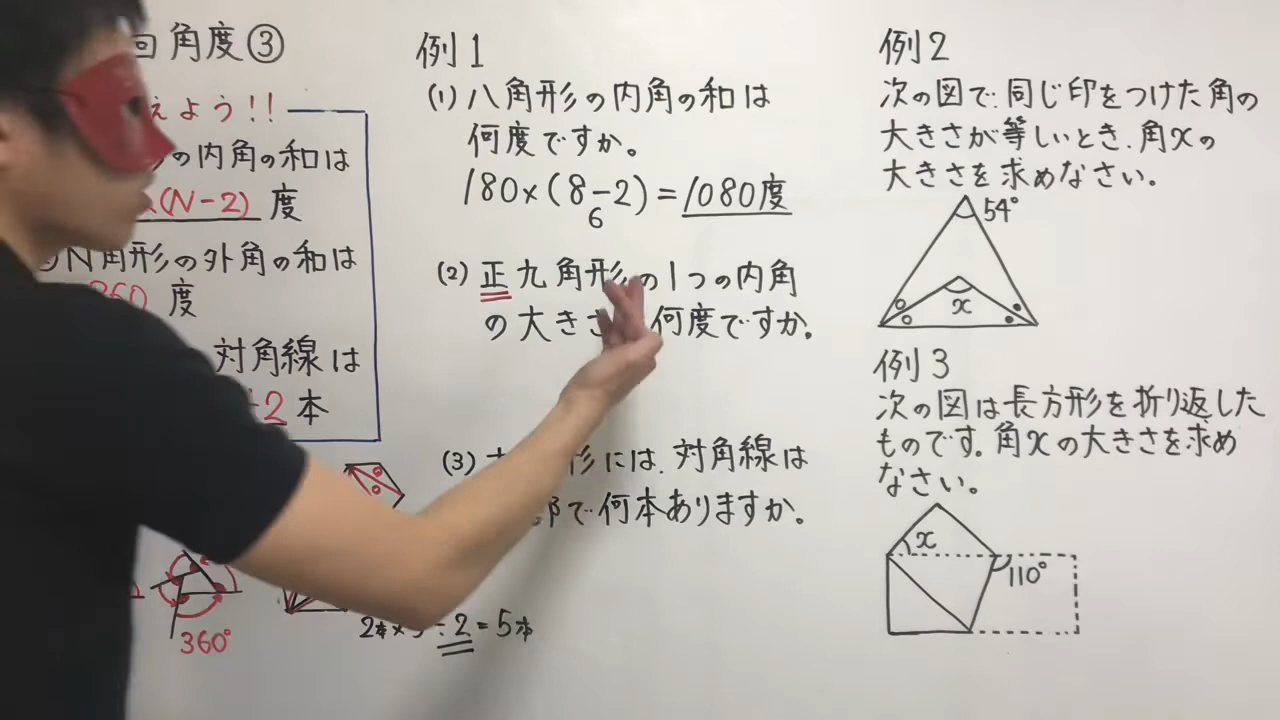 回角度③
えよう!!
の内角の和は
(N-2) 度
N角形の外角の和は
360 度
対角線は
2 本
360°
÷2=5本
例1
(1) 八角形の内角の和は
何度ですか。
180×(8-2)=1080度
6
(2) 正九角形の1つの内角
の大きさ 何度ですか。
(3) 形には、対角線は
部で何本ありますか。
例2
次の図で、同じ印をつけた角の
大きさが等しいとき、角xの
大きさを求めなさい。
54°
x
例3
次の図は長方形を折り返した
ものです。角xの大きさを求め
なさい。
x
110°